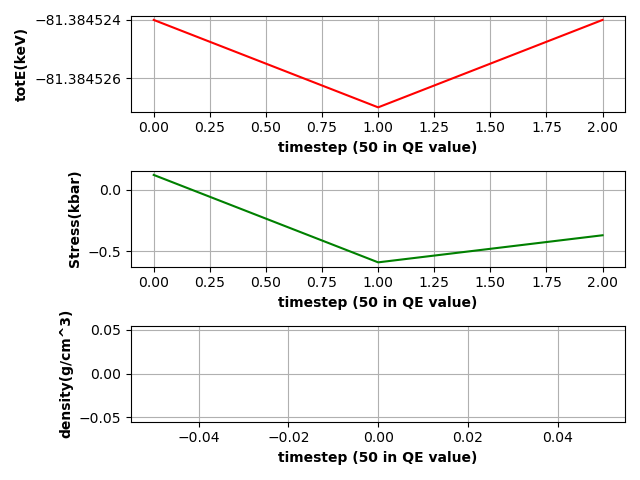 −81.384524
−81.384526
totE(keV)
0.00 0.25 0.50 0.75 1.00 1.25 1.50 1.75 2.00
timestep (50 in QE value)
0.0
−0.5
Stress(kbar)
0.00 0.25 0.50 0.75 1.00 1.25 1.50 1.75 2.00
timestep (50 in QE value)
0.05
0.00
−0.05
density(g/cm^3)
−0.04 −0.02 0.00 0.02 0.04
timestep (50 in QE value)